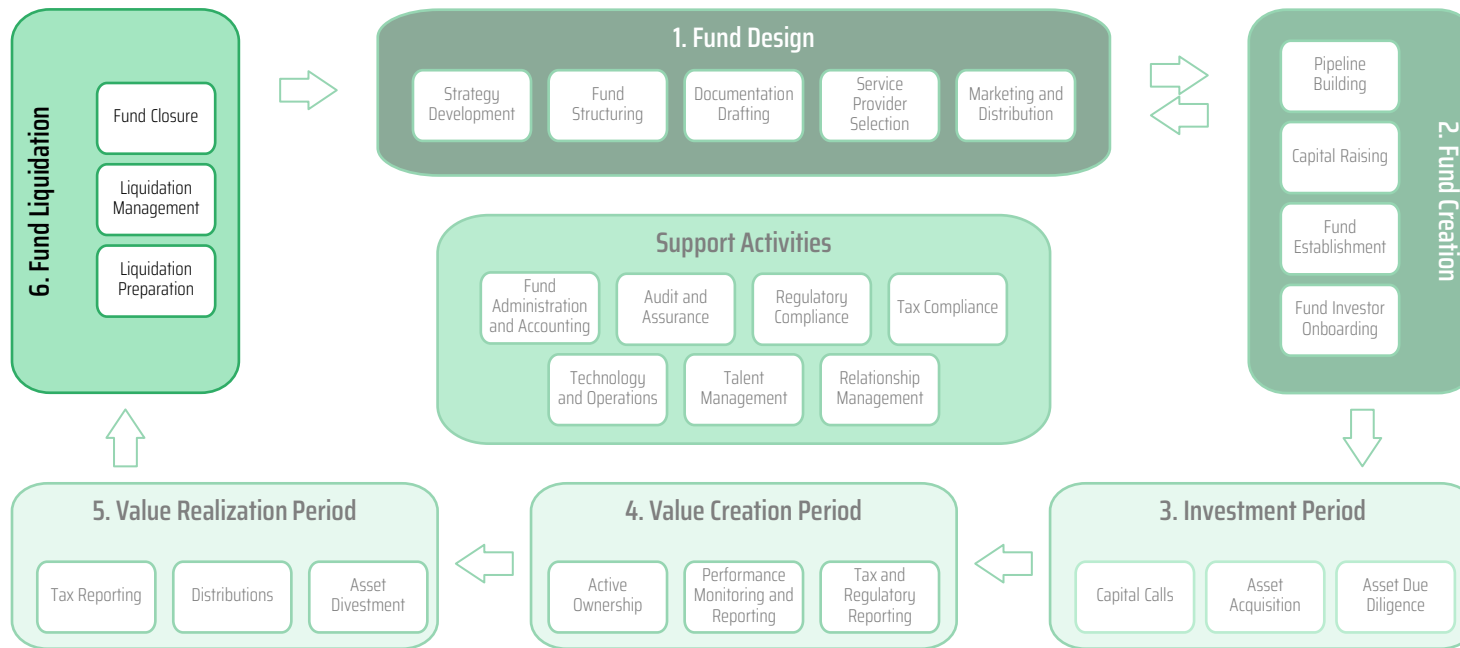 1. Fund Design
Strategy
Development
Fund
Structuring
Documentation
Drafting
Service
Provider
Selection
Marketing and
Distribution
2. Fund Creation
Pipeline
Building
Capital Raising
Fund
Establishment
Fund Investor
Onboarding
3. Investment Period
Capital Calls
Asset
Acquisition
Asset Due
Diligence
4. Value Creation Period
Active
Ownership
Performance
Monitoring and
Reporting
Tax and
Regulatory
Reporting
5. Value Realization Period
Tax Reporting
Distributions
Asset
Divestment
6. Fund Liquidation
Fund Closure
Liquidation
Management
Liquidation
Preparation
Support Activities
Fund
Administration
and Accounting
Audit and
Assurance
Regulatory
Compliance
Tax Compliance
Technology
and Operations
Talent
Management
Relationship
Management